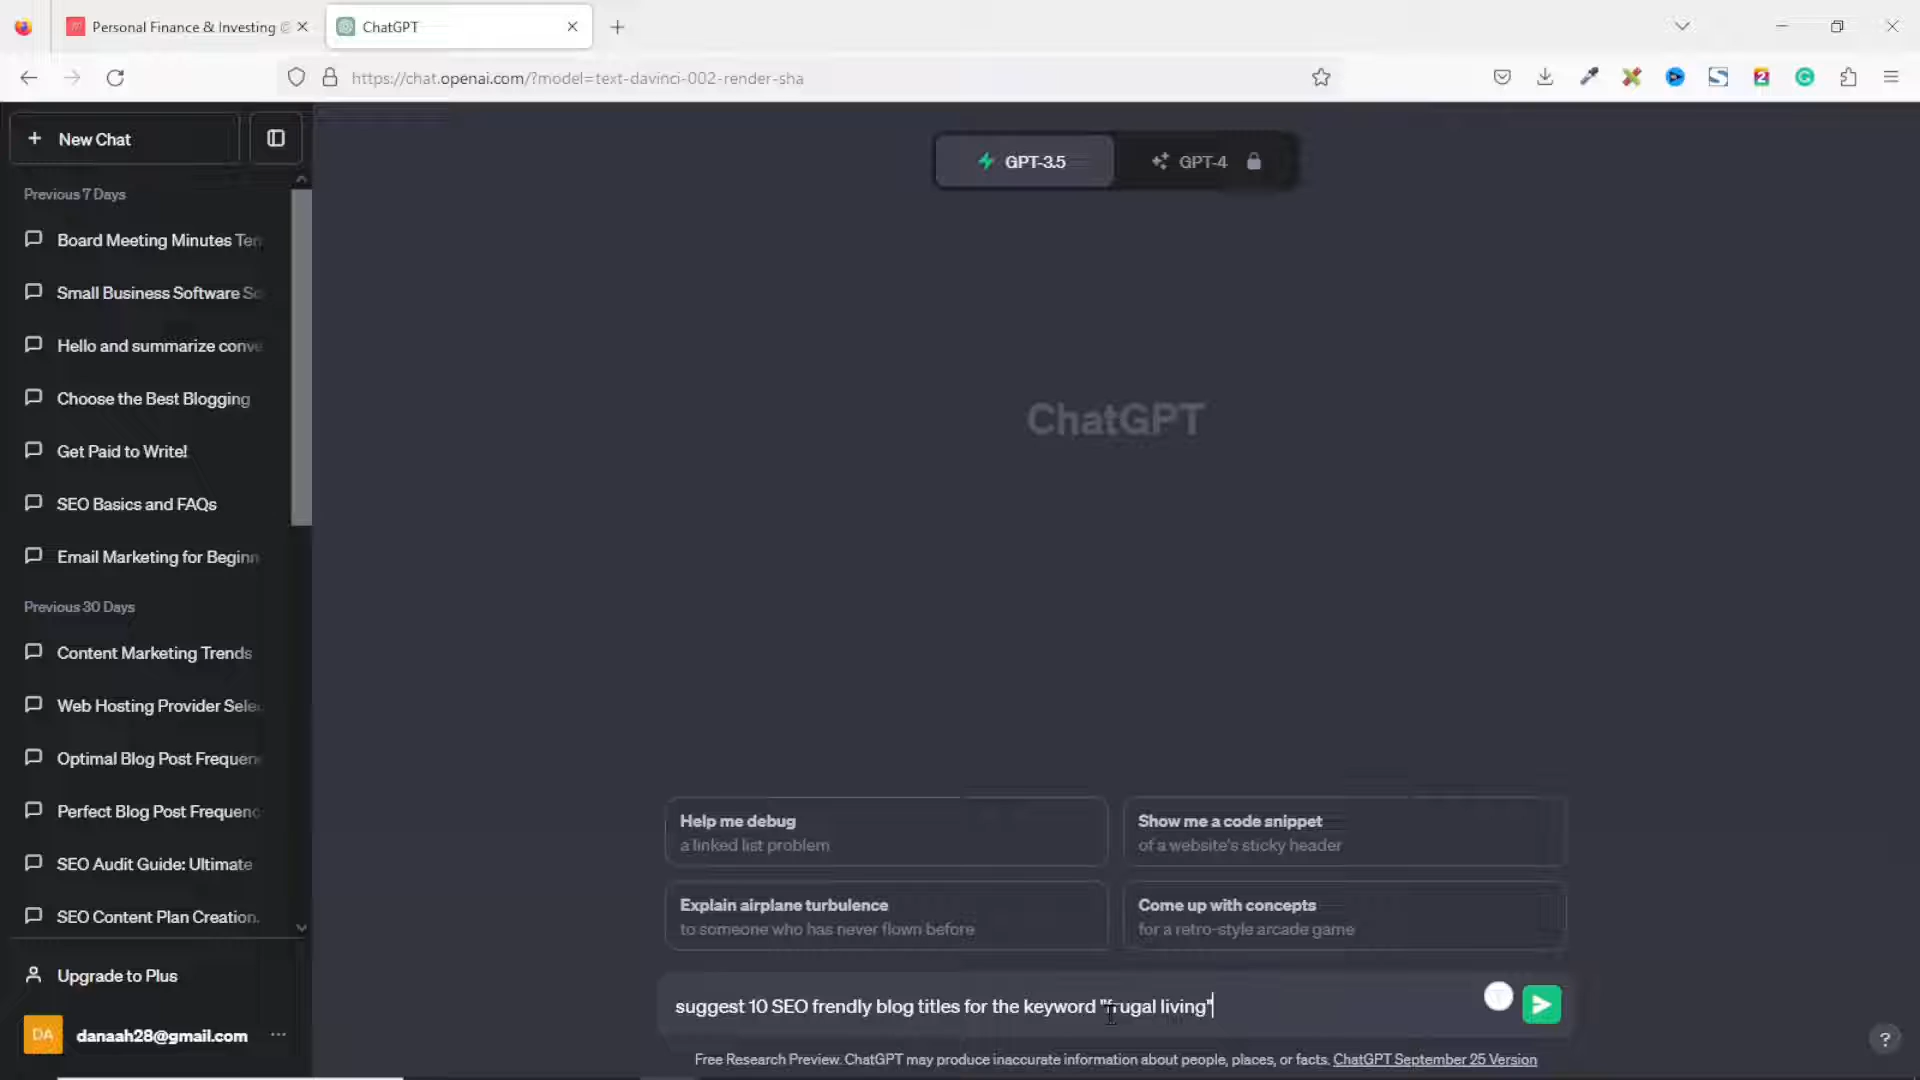 Personal Finance & Investing
ChatGPT
https://chat.openai.com/?model=text-davinci-002-render-sha
New Chat
GPT-3.5
GPT-4
Previous 7 Days
Board Meeting Minutes
Small Business Software
Hello and summarize
Choose the Best Blogging
Get Paid to Write!
SEO Basics and FAQs
Email Marketing for
Previous 30 Days
Content Marketing Trends
Web Hosting Provider
Optimal Blog Post
Perfect Blog Post
SEO Audit Guide: Ultimate
SEO Content Plan Creation.
Upgrade to Plus
DA
danaah28@gmail.com
ChatGPT
Help me debug
a linked list problem
Show me a code snippet
of a website's sticky header
Explain airplane turbulence
to someone who has never flown before
Come up with concepts
for a retro-style arcade game
suggest 10 SEO frendly blog titles for the keyword "frugal living"
Free Research Preview. ChatGPT may produce inaccurate information about people, places, or facts. ChatGPT September 25 Version
?